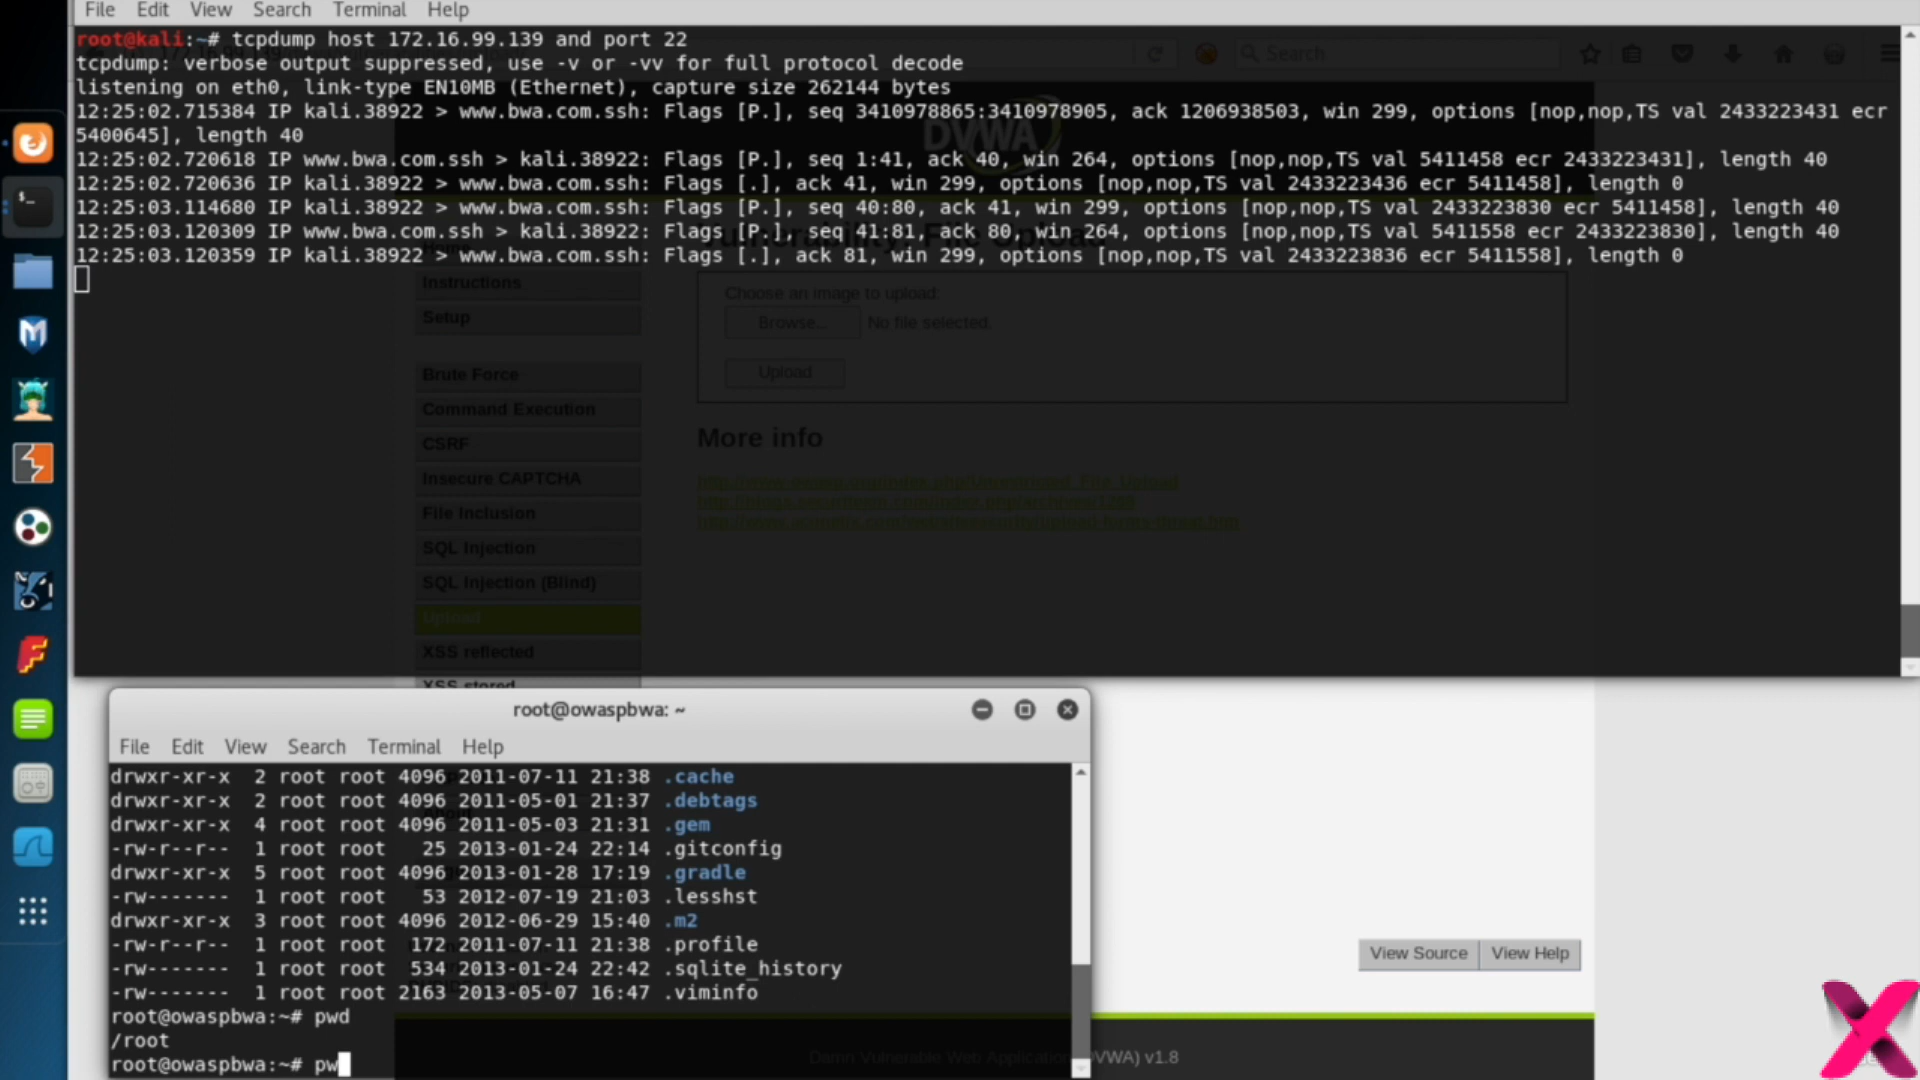 File Edit View Search Terminal Help
root@kali:~# tcpdump host 172.16.99.139 and port 22
tcpdump: verbose output suppressed, use -v or -vv for full protocol decode
listening on eth0, link-type EN10MB (Ethernet), capture size 262144 bytes
12:25:02.715384 IP kali.38922 > www.bwa.com.ssh: Flags [P.], seq 3410978865:3410978905, ack 1206938503, win 299, options [nop,nop,TS val 2433223431 ecr
5400645], length 40
12:25:02.720618 IP www.bwa.com.ssh > kali.38922: Flags [P.], seq 1:41, ack 40, win 264, options [nop,nop,TS val 5411458 ecr 2433223431], length 40
12:25:02.720636 IP kali.38922 > www.bwa.com.ssh: Flags [.], ack 41, win 299, options [nop,nop,TS val 2433223436 ecr 5411458], length 0
12:25:03.114680 IP kali.38922 > www.bwa.com.ssh: Flags [P.], seq 40:80, ack 41, win 299, options [nop,nop,TS val 2433223830 ecr 5411458], length 40
12:25:03.120309 IP www.bwa.com.ssh > kali.38922: Flags [P.], seq 41:81, ack 80, win 264, options [nop,nop,TS val 5411558 ecr 2433223830], length 40
12:25:03.120359 IP kali.38922 > www.bwa.com.ssh: Flags [.], ack 81, win 299, options [nop,nop,TS val 2433223836 ecr 5411558], length 0
Search
DVWA
Vulnerability: File Upload
Instructions
Setup
Brute Force
Command Execution
CSRF
Insecure CAPTCHA
File Inclusion
SQL Injection
SQL Injection (Blind)
Upload
XSS reflected
XSS stored
Choose an image to upload:
Browse... No file selected.
Upload
More info
root@owaspbwa: ~
File Edit View Search Terminal Help
drwxr-xr-x 2 root root 4096 2011-07-11 21:38 .cache
drwxr-xr-x 2 root root 4096 2011-05-01 21:37 .debtags
drwxr-xr-x 4 root root 4096 2011-05-03 21:31 .gem
-rw-r--r-- 1 root root 25 2013-01-24 22:14 .gitconfig
drwxr-xr-x 5 root root 4096 2013-01-28 17:19 .gradle
-rw------- 1 root root 53 2012-07-19 21:03 .lesshst
drwxr-xr-x 3 root root 4096 2012-06-29 15:40 .m2
-rw-r--r-- 1 root root 172 2011-07-11 21:38 .profile
-rw------- 1 root root 534 2013-01-24 22:42 .sqlite_history
-rw------- 1 root root 2163 2013-05-07 16:47 .viminfo
root@owaspbwa:~# pwd
/root
root@owaspbwa:~# pw
View Source View Help
Damn Vulnerable Web Application (DVWA) v1.8